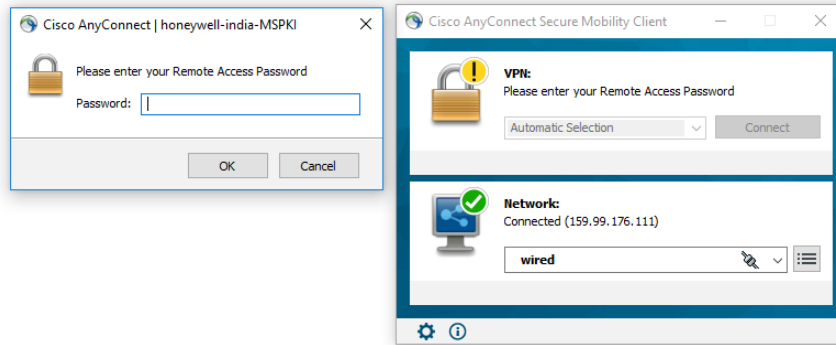 Cisco AnyConnect | honeywell-india-MSPKI
Please enter your Remote Access Password
Password:
OK
Cancel
Cisco AnyConnect Secure Mobility Client
VPN:
Please enter your Remote Access Password
Automatic Selection
Connect
Network:
Connected (159.99.176.111)
wired